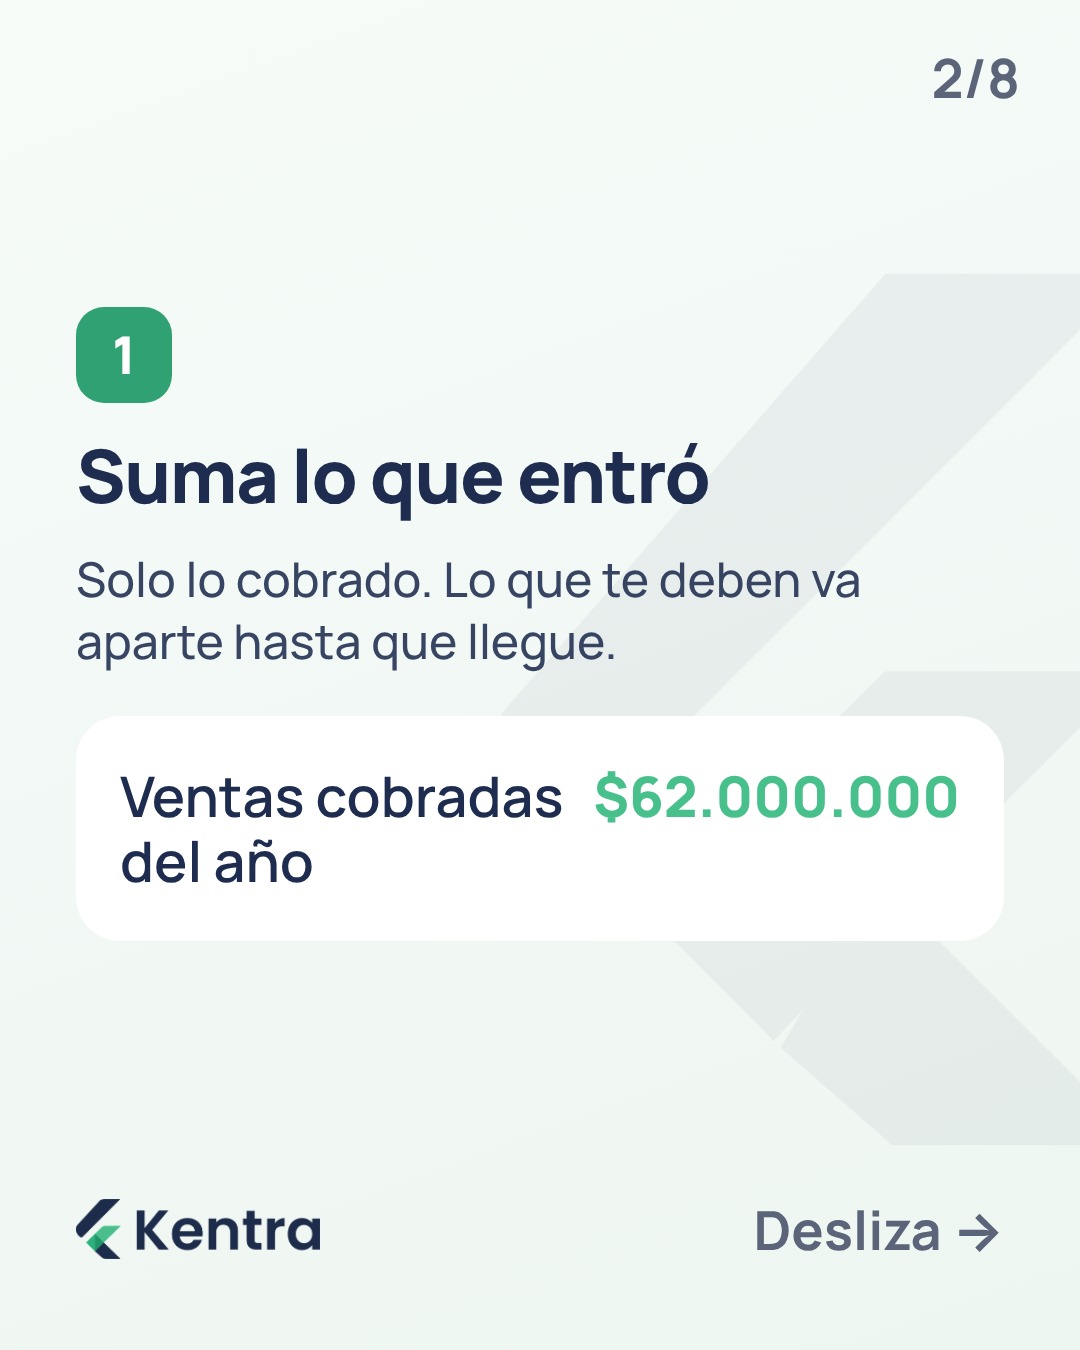 2/8
1
Suma lo que entró
Solo lo cobrado. Lo que te deben va
aparte hasta que llegue.
Ventas cobradas $62.000.000
del año
Kentra
Desliza →